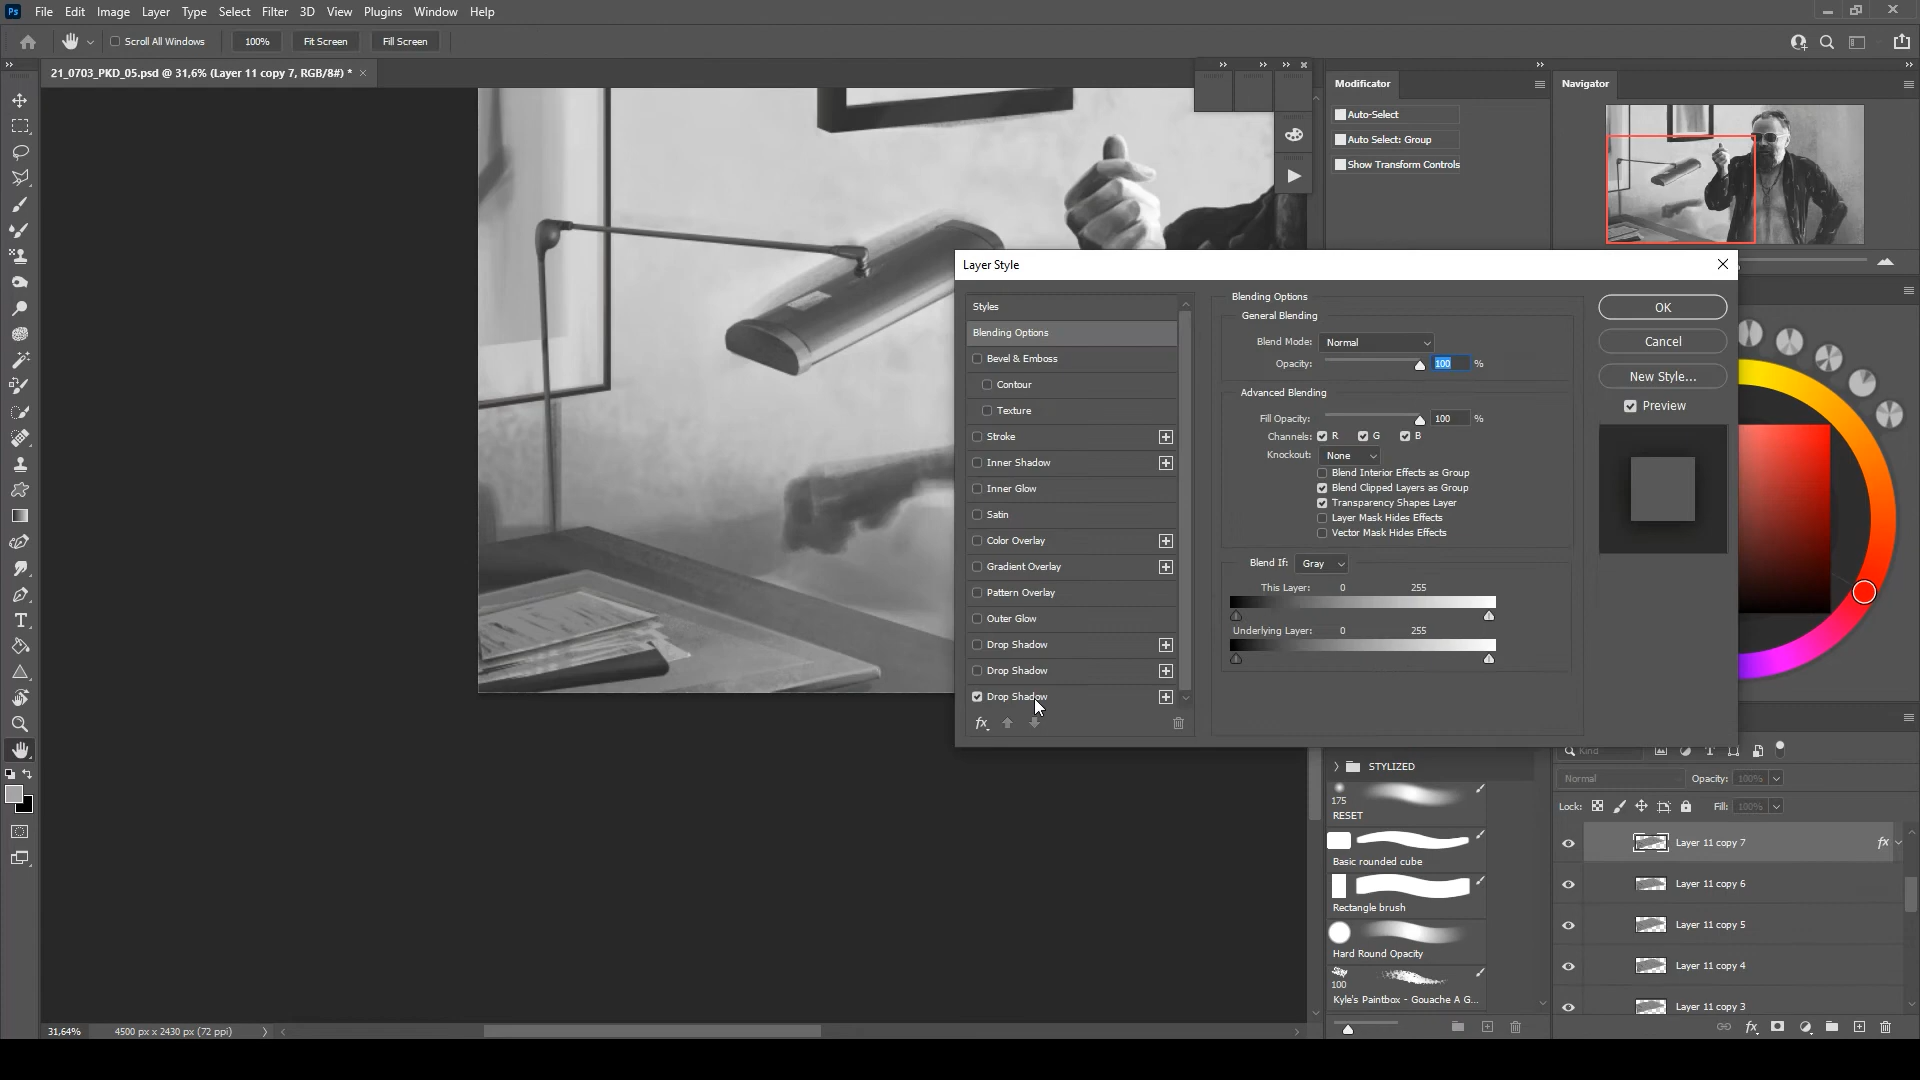 Ps File Edit Image Layer Type Select Filter 3D View Plugins Window Help
Scroll All Windows 100% Fit Screen Fill Screen
21_0703_PKD_05.psd @ 31,6% (Layer 11 copy 7, RGB/8#) *
Modificator
Navigator
Auto-Select
Auto Select: Group
Show Transform Controls
Layer Style
Styles
Blending Options
Bevel & Emboss
Contour
Texture
Stroke
Inner Shadow
Inner Glow
Satin
Color Overlay
Gradient Overlay
Pattern Overlay
Outer Glow
Drop Shadow
Drop Shadow
Drop Shadow
fx
Blending Options
General Blending
Blend Mode: Normal
Opacity: 100 %
Advanced Blending
Fill Opacity: 100 %
Channels: R G B
Knockout: None
Blend Interior Effects as Group
Blend Clipped Layers as Group
Transparency Shapes Layer
Layer Mask Hides Effects
Vector Mask Hides Effects
Blend If: Gray
This Layer: 0 255
Underlying Layer: 0 255
OK
Cancel
New Style...
Preview
STYLIZED
175
RESET
Basic rounded cube
Rectangle brush
Hard Round Opacity
100
Kyle's Paintbox - Gouache A G...
Kind
Normal Opacity: 100%
Lock: Fill: 100%
Layer 11 copy 7 fx
Layer 11 copy 6
Layer 11 copy 5
Layer 11 copy 4
Layer 11 copy 3
fx
31,64% 4500 px x 2430 px (72 ppi)